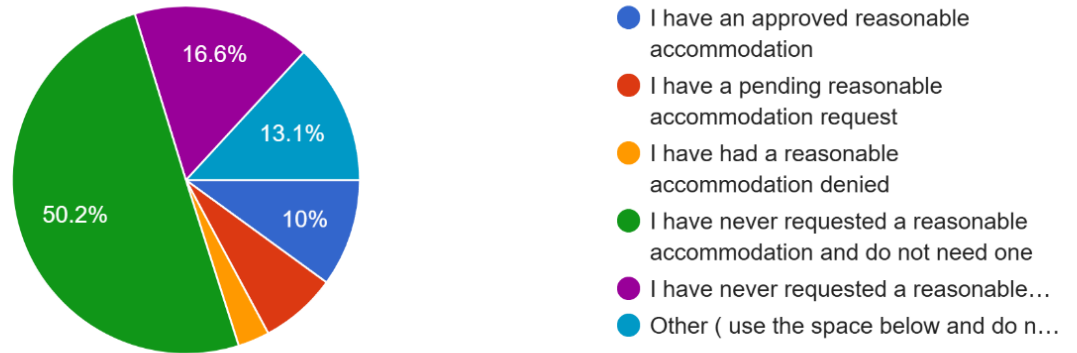 16.6%
13.1%
50.2%
10%
I have an approved reasonable
accommodation
I have a pending reasonable
accommodation request
I have had a reasonable
accommodation denied
I have never requested a reasonable
accommodation and do not need one
I have never requested a reasonable…
Other ( use the space below and do n…